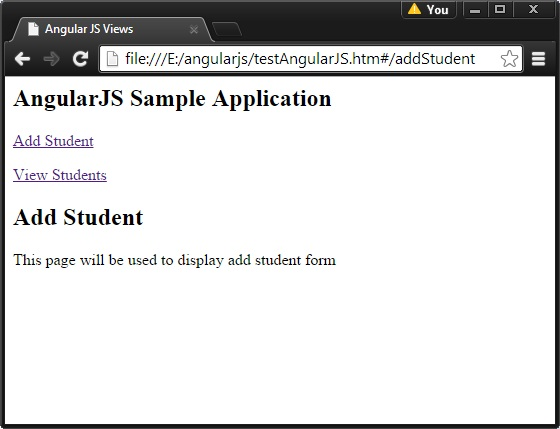 You
Angular JS Views
file:///E:/angularjs/testAngularJS.htm#/addStudent
AngularJS Sample Application
Add Student
View Students
Add Student
This page will be used to display add student form